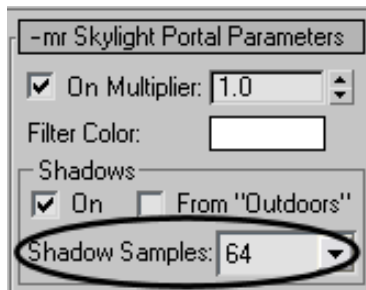 -mr Skylight Portal Parameters
On Multiplier: 1.0
Filter Color:
Shadows
On From "Outdoors"
Shadow Samples: 64